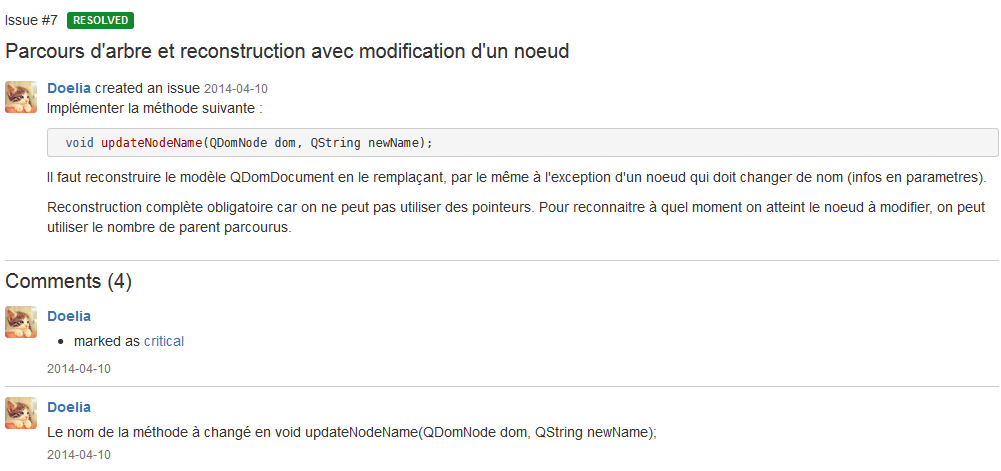 Issue #7 RESOLVED
Parcours d'arbre et reconstruction avec modification d'un noeud
Doelia created an issue 2014-04-10
Implémenter la méthode suivante :
void updateNodeName(QDomNode dom, QString newName);
Il faut reconstruire le modèle QDomDocument en le remplaçant, par le même à l'exception d'un noeud qui doit changer de nom (infos en parametres).
Reconstruction complète obligatoire car on ne peut pas utiliser des pointeurs. Pour reconnaitre à quel moment on atteint le noeud à modifier, on peut
utiliser le nombre de parent parcourus.
Comments (4)
Doelia
• marked as critical
2014-04-10
Doelia
Le nom de la méthode à changé en void updateNodeName(QDomNode dom, QString newName);
2014-04-10